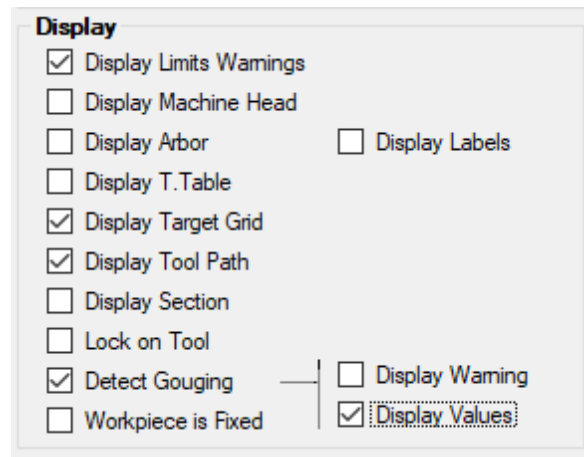 Display
Display Limits Warnings
Display Machine Head
Display Arbor
Display Labels
Display T.Table
Display Target Grid
Display Tool Path
Display Section
Lock on Tool
Detect Gouging
Display Warning
Workpiece is Fixed
Display Values